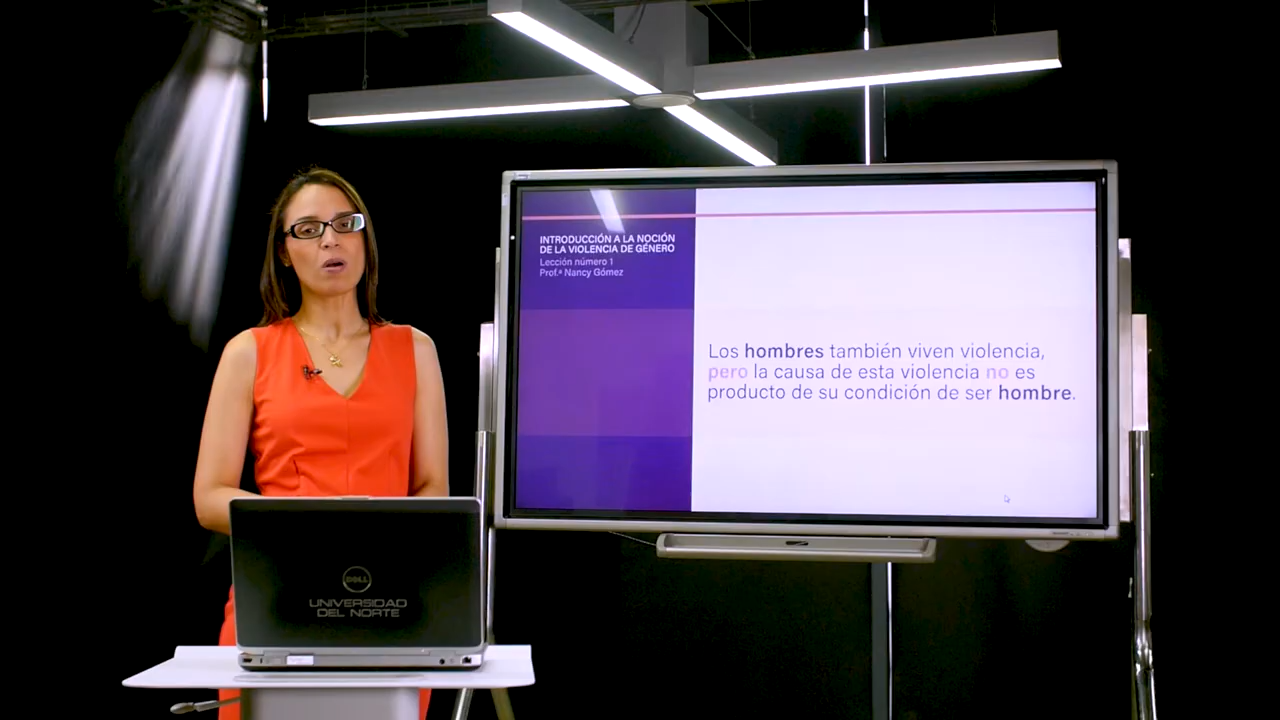 INTRODUCCIÓN A LA NOCIÓN
DE LA VIOLENCIA DE GÉNERO
Lección número 1
Prof.ª Nancy Gómez
Los hombres también viven violencia,
pero la causa de esta violencia no es
producto de su condición de ser hombre.
DELL
UNIVERSIDAD
DEL NORTE